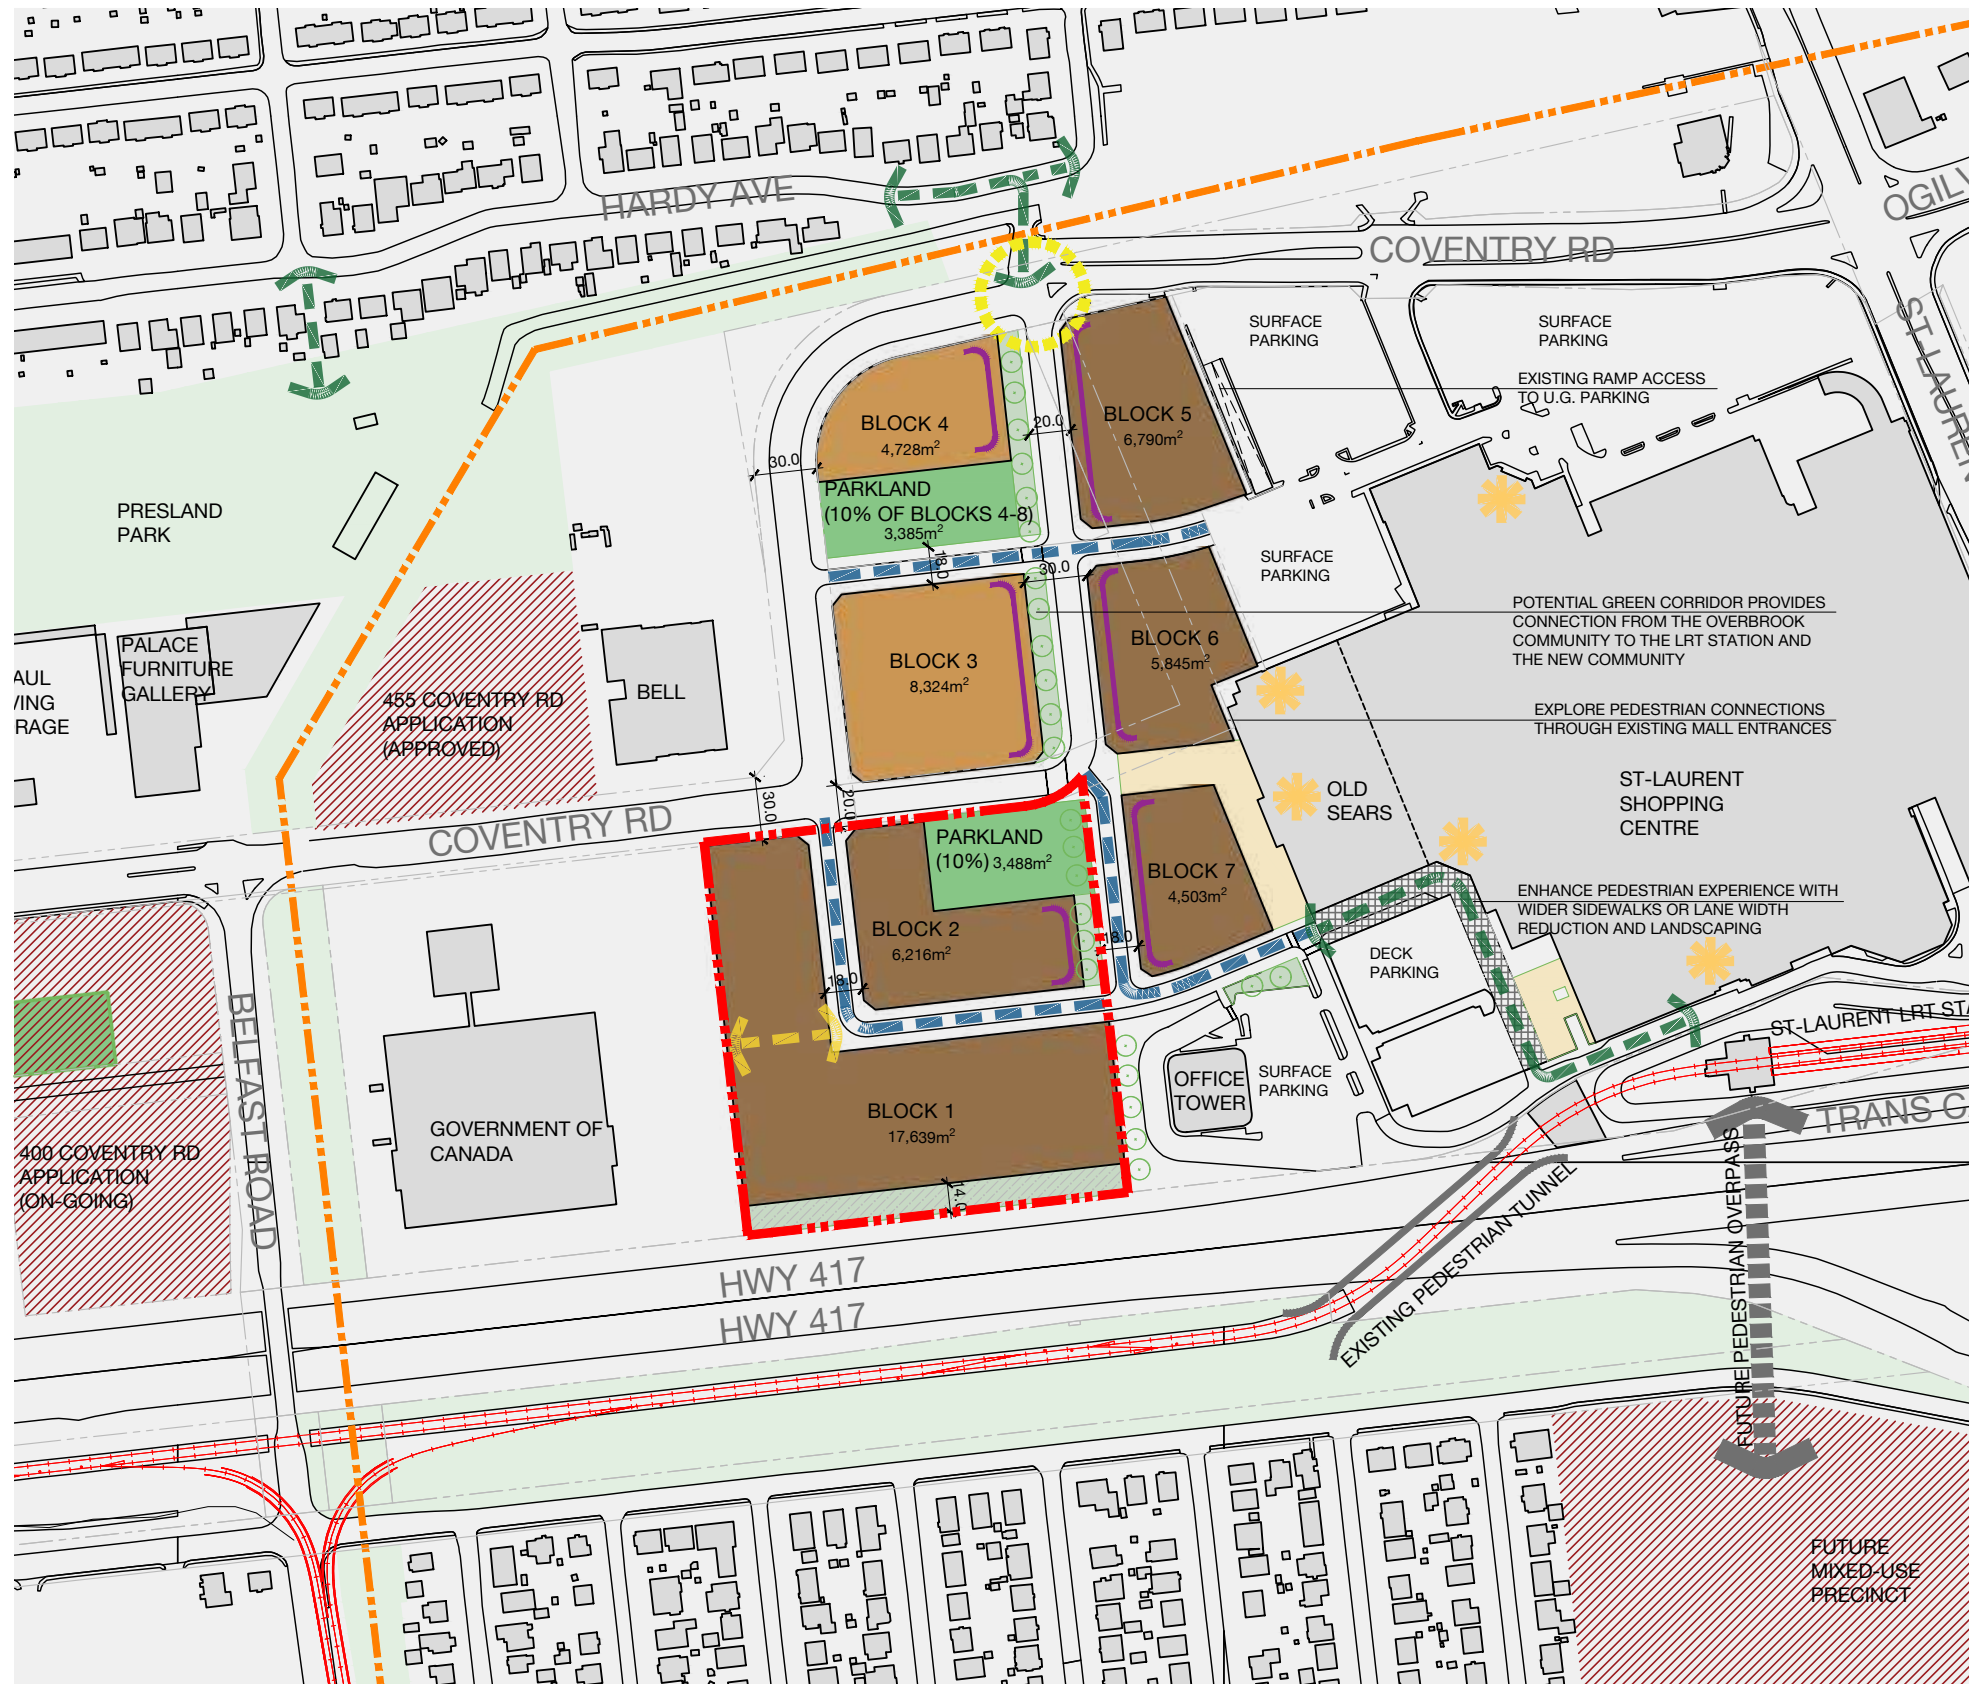 HARDY AVE
COVENTRY RD
SURFACE
PARKING
SURFACE
PARKING
EXISTING RAMP ACCESS
TO U.G. PARKING
BLOCK 4
4,728m²
BLOCK 5
6,790m²
20.0
30.0
PARKLAND
(10% OF BLOCKS 4-8)
3,385m²
18.0
30.0
PRESLAND
PARK
SURFACE
PARKING
POTENTIAL GREEN CORRIDOR PROVIDES
CONNECTION FROM THE OVERBROOK
COMMUNITY TO THE LRT STATION AND
THE NEW COMMUNITY
PALACE
FURNITURE
GALLERY
AUL
VING
RAGE
455 COVENTRY RD
APPLICATION
(APPROVED)
BELL
BLOCK 3
8,324m²
BLOCK 6
5,845m²
EXPLORE PEDESTRIAN CONNECTIONS
THROUGH EXISTING MALL ENTRANCES
OLD
SEARS
ST-LAURENT
SHOPPING
CENTRE
30.0
20.0
COVENTRY RD
PARKLAND
(10%) 3,488m²
BLOCK 7
4,503m²
ENHANCE PEDESTRIAN EXPERIENCE WITH
WIDER SIDEWALKS OR LANE WIDTH
REDUCTION AND LANDSCAPING
BLOCK 2
6,216m²
18.0
18.0
DECK
PARKING
BELFAST ROAD
GOVERNMENT OF
CANADA
BLOCK 1
17,639m²
OFFICE
TOWER
SURFACE
PARKING
ST-LAURENT LRT STA
TRANS C
400 COVENTRY RD
APPLICATION
(ON-GOING)
14.0
HWY 417
HWY 417
EXISTING PEDESTRIAN TUNNEL
FUTURE PEDESTRIAN OVERPASS
FUTURE
MIXED-USE
PRECINCT
OGILV
ST-LAUREN